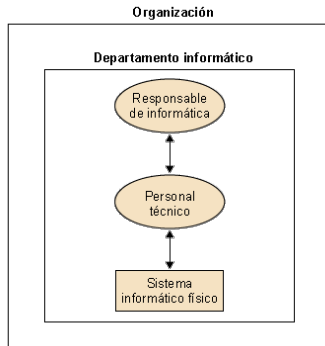 Organización
Departamento informático
Responsable
de informática
Personal
técnico
Sistema
informático físico